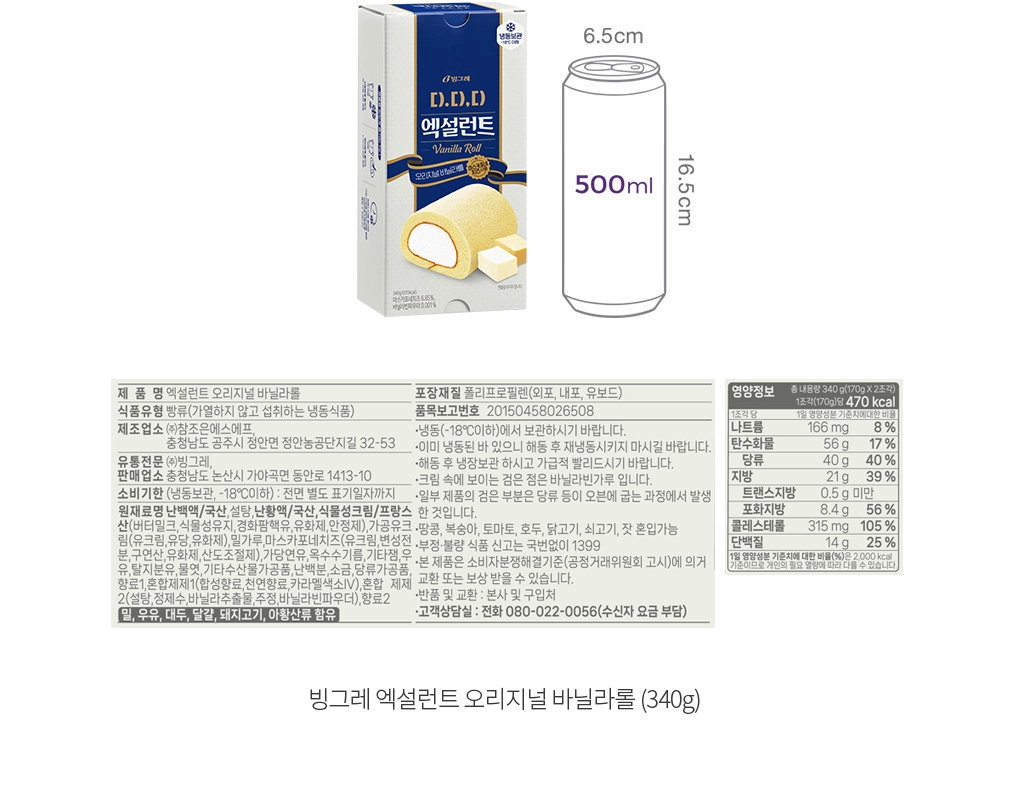 냉동보관
빙그레
엑설런트
Vanilla Roll
오리지널 바닐라롤
340g(930kcal)
마스카포네치즈 6.85%,
바닐라빈파우더 0.001%
6.5cm
500ml
16.5cm
제 품 명 엑설런트 오리지널 바닐라롤
식품유형 빵류(가열하지 않고 섭취하는 냉동식품)
제조업소 ㈜참조은에스에프,
충청남도 공주시 정안면 정안농공단지길 32-53
유통전문 ㈜빙그레,
판매업소 충청남도 논산시 가야곡면 동안로 1413-10
소비기한 (냉동보관, -18℃이하) : 전면 별도 표기일자까지
원재료명 난백액/국산,설탕,난황액/국산,식물성크림/프랑스
산(버터밀크,식물성유지,경화팜핵유,유화제,안정제),가공유크
림(유크림,유당,유화제),밀가루,마스카포네치즈(유크림,변성전
분,구연산,유화제,산도조절제),가당연유,옥수수기름,기타잼,우
유,탈지분유,물엿,기타수산물가공품,난백분,소금,당류가공품,
향료1,혼합제제1(합성향료,천연향료,카라멜색소IV),혼합 제제
2(설탕,정제수,바닐라추출물,주정,바닐라빈파우더),향료2
밀, 우유, 대두, 달걀, 돼지고기, 아황산류 함유
포장재질 폴리프로필렌(외포, 내포, 유보드)
품목보고번호 20150458026508
•냉동(-18℃이하)에서 보관하시기 바랍니다.
•이미 냉동된 바 있으니 해동 후 재냉동시키지 마시길 바랍니다.
•해동 후 냉장보관 하시고 가급적 빨리드시기 바랍니다.
•크림 속에 보이는 검은 점은 바닐라빈가루 입니다.
•일부 제품의 검은 부분은 당류 등이 오븐에 굽는 과정에서 발생
한 것입니다.
•땅콩, 복숭아, 토마토, 호두, 닭고기, 쇠고기, 잣 혼입가능
•부정·불량 식품 신고는 국번없이 1399
•본 제품은 소비자분쟁해결기준(공정거래위원회 고시)에 의거
교환 또는 보상 받을 수 있습니다.
•반품 및 교환 : 본사 및 구입처
•고객상담실 : 전화 080-022-0056(수신자 요금 부담)
영양정보 총 내용량 340 g(170g X 2조각)
1조각(170g)당 470 kcal
1조각 당 1일 영양성분 기준치에 대한 비율
나트륨 166 mg 8 %
탄수화물 56 g 17 %
당류 40 g 40 %
지방 21 g 39 %
트랜스지방 0.5 g 미만
포화지방 8.4 g 56 %
콜레스테롤 315 mg 105 %
단백질 14 g 25 %
1일 영양성분 기준치에 대한 비율(%)은 2,000 kcal
기준이므로 개인의 필요 열량에 따라 다를 수 있습니다
빙그레 엑설런트 오리지널 바닐라롤 (340g)